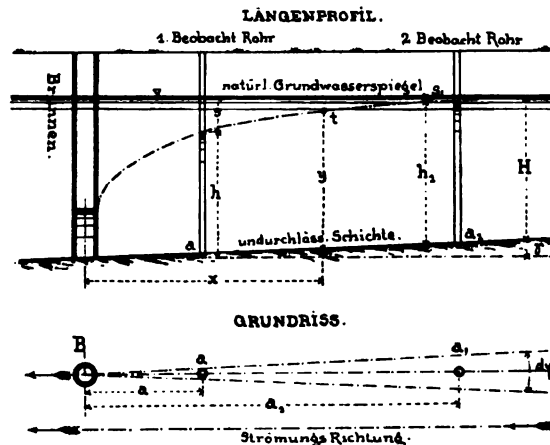 LÄNGENPROFIL.
1. Beobacht Rohr
2 Beobacht Rohr
Brunnen.
natürl. Grundwasserspiegel
s
s
t
H
y
h
h₁
a
undurchläss. Schichte.
a₁
x
GRUNDRISS.
B
a
a₁
a
a₁
Strömungs Richtung.